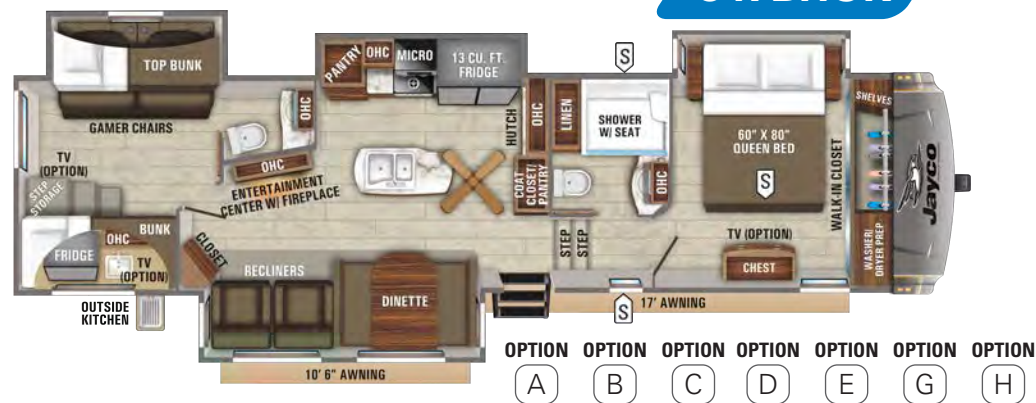 TOP BUNK
GAMER CHAIRS
TV
(OPTION)
STEP
STORAGE
BUNK
OHC
FRIDGE
TV
(OPTION)
OUTSIDE
KITCHEN
CLOSET
OHC
OHC
ENTERTAINMENT
CENTER W/ FIREPLACE
RECLINERS
DINETTE
10' 6" AWNING
PANTRY
OHC
MICRO
13 CU. FT.
FRIDGE
HUTCH
OHC
LINEN
SHOWER
W/ SEAT
COAT
CLOSET/
PANTRY
OHC
STEP
STEP
S
S
S
60" X 80"
QUEEN BED
TV (OPTION)
CHEST
WALK-IN CLOSET
SHELVES
WASHER/
DRYER PREP
Jayco
17' AWNING
OPTION OPTION OPTION OPTION OPTION OPTION OPTION
A B C D E G H